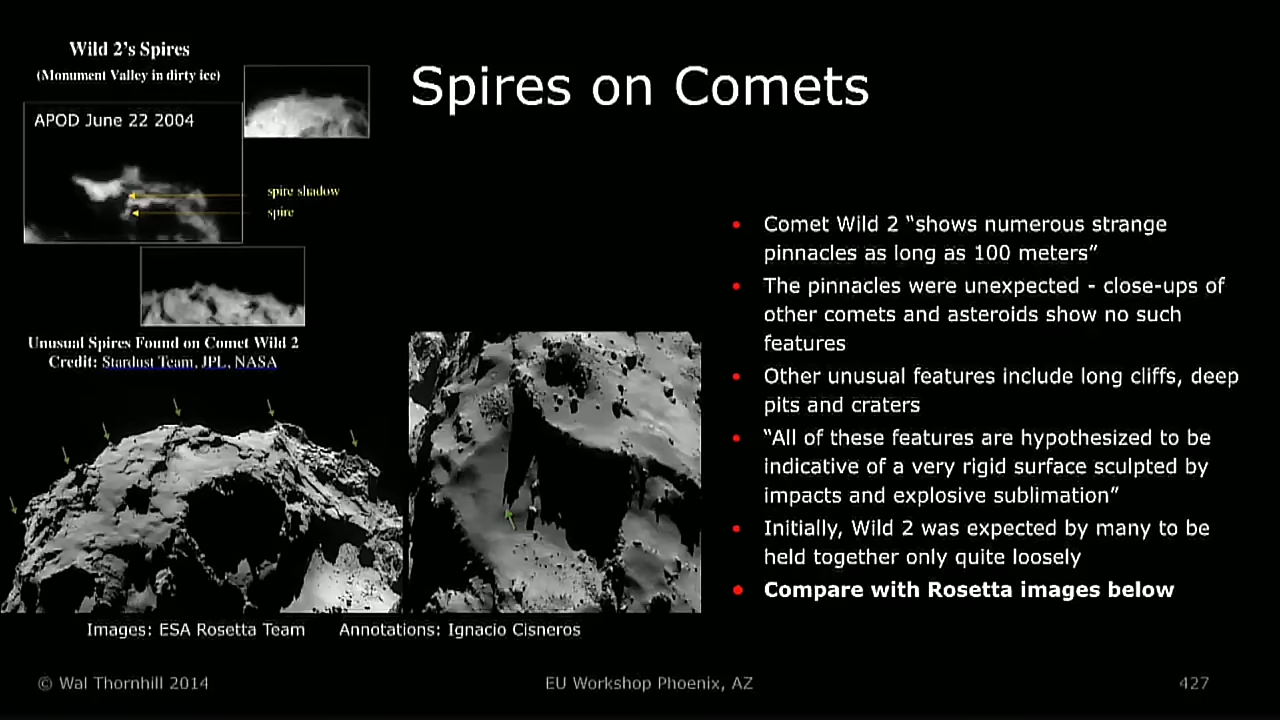 Wild 2's Spires
(Monument Valley in dirty ice)
Spires on Comets
APOD June 22 2004
spire shadow
spire
Unusual Spires Found on Comet Wild 2
Credit: Stardust Team, JPL, NASA
• Comet Wild 2 “shows numerous strange
pinnacles as long as 100 meters”
• The pinnacles were unexpected - close-ups of
other comets and asteroids show no such
features
• Other unusual features include long cliffs, deep
pits and craters
• “All of these features are hypothesized to be
indicative of a very rigid surface sculpted by
impacts and explosive sublimation”
• Initially, Wild 2 was expected by many to be
held together only quite loosely
• Compare with Rosetta images below
Images: ESA Rosetta Team Annotations: Ignacio Cisneros
© Wal Thornhill 2014
EU Workshop Phoenix, AZ
427